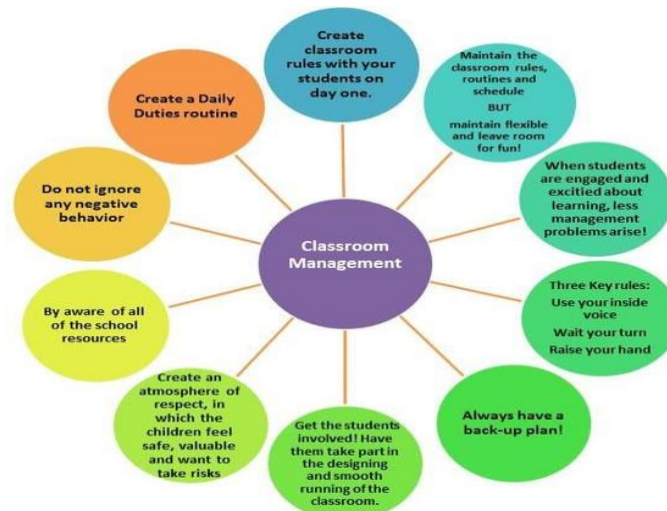 Create
classroom
rules with your
students on
day one.
Maintain the
classroom rules,
routines and
schedule
BUT
maintain flexible
and leave room
for fun!
When students
are engaged and
excitied about
learning, less
management
problems arise!
Three Key rules:
Use your inside
voice
Wait your turn
Raise your hand
Always have a
back-up plan!
Get the students
involved! Have
them take part in
the designing
and smooth
running of the
classroom.
Create an
atmosphere of
respect, in
which the
children feel
safe, valuable
and want to
take risks
By aware of all
of the school
resources
Do not ignore
any negative
behavior
Create a Daily
Duties routine
Classroom
Management